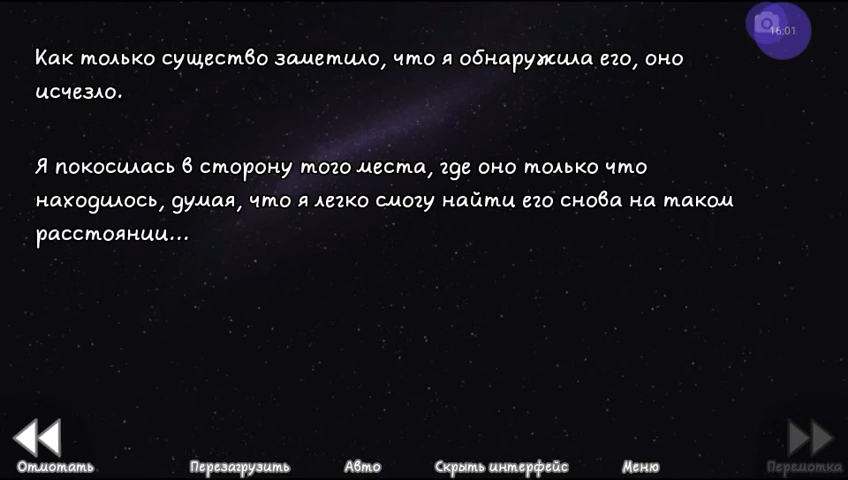 16:01
Как только существо заметило, что я обнаружила его, оно
исчезло.
Я покосилась в сторону того места, где оно только что
находилось, думая, что я легко смогу найти его снова на таком
расстоянии...
Отмотать Перезагрузить Авто Скрыть интерфейс Меню Перемотка